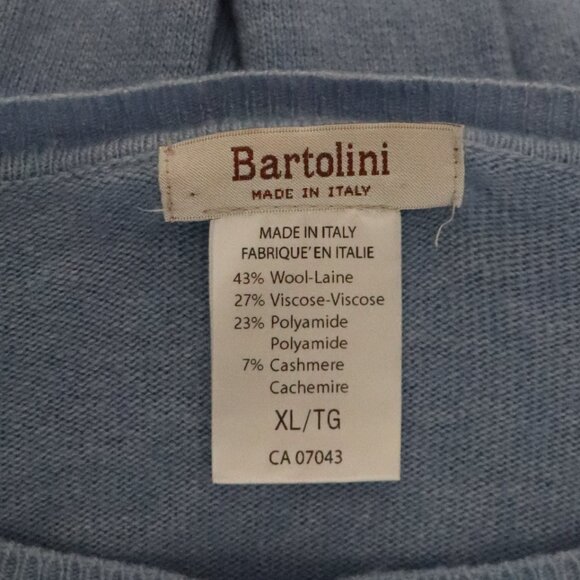 Bartolini
MADE IN ITALY
MADE IN ITALY
FABRIQUE' EN ITALIE
43% Wool-Laine
27% Viscose-Viscose
23% Polyamide
Polyamide
7% Cashmere
Cachemire
XL/TG
CA 07043